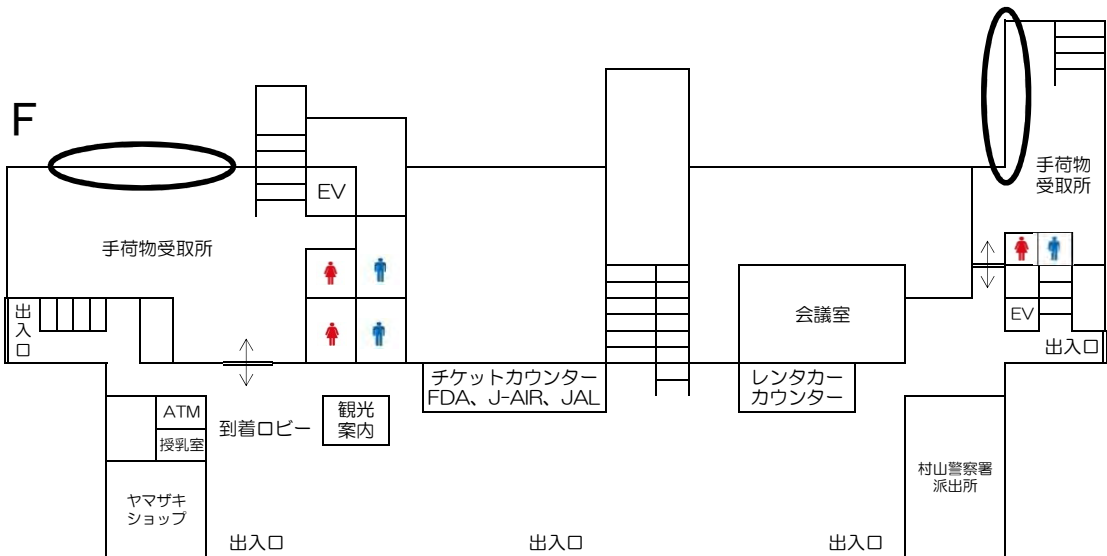 F
EV
手荷物受取所
手荷物
受取所
出
入
口
会議室
EV
出入口
チケットカウンター
FDA、J-AIR、JAL
レンタカー
カウンター
ATM
授乳室
到着ロビー
観光
案内
ヤマザキ
ショップ
村山警察署
派出所
出入口
出入口
出入口